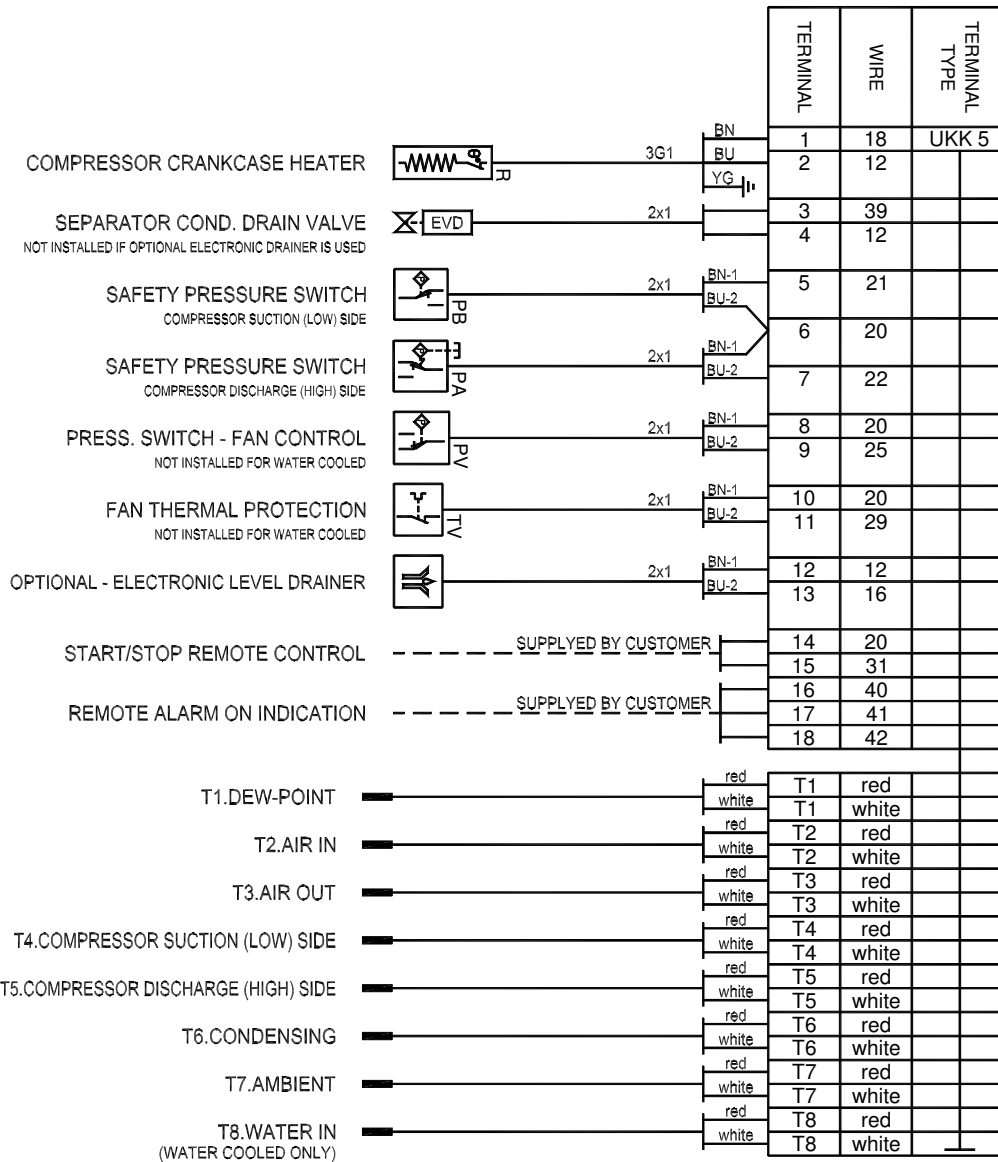 TERMINAL WIRE TERMINAL TYPE
BN 1 18 UKK 5
COMPRESSOR CRANKCASE HEATER R 3G1 BU 2 12
YG
SEPARATOR COND. DRAIN VALVE EVD 2x1 3 39
NOT INSTALLED IF OPTIONAL ELECTRONIC DRAINER IS USED 4 12
SAFETY PRESSURE SWITCH P PB 2x1 BN-1 5 21
COMPRESSOR SUCTION (LOW) SIDE BU-2
6 20
SAFETY PRESSURE SWITCH P PA 2x1 BN-1
COMPRESSOR DISCHARGE (HIGH) SIDE BU-2 7 22
PRESS. SWITCH - FAN CONTROL P PV 2x1 BN-1 8 20
NOT INSTALLED FOR WATER COOLED BU-2 9 25
FAN THERMAL PROTECTION TV 2x1 BN-1 10 20
NOT INSTALLED FOR WATER COOLED BU-2 11 29
OPTIONAL - ELECTRONIC LEVEL DRAINER 2x1 BN-1 12 12
BU-2 13 16
START/STOP REMOTE CONTROL SUPPLYED BY CUSTOMER 14 20
15 31
REMOTE ALARM ON INDICATION SUPPLYED BY CUSTOMER 16 40
17 41
18 42
T1.DEW-POINT red T1 red
white T1 white
T2.AIR IN red T2 red
white T2 white
T3.AIR OUT red T3 red
white T3 white
T4.COMPRESSOR SUCTION (LOW) SIDE red T4 red
white T4 white
T5.COMPRESSOR DISCHARGE (HIGH) SIDE red T5 red
white T5 white
T6.CONDENSING red T6 red
white T6 white
T7.AMBIENT red T7 red
white T7 white
T8.WATER IN red T8 red
(WATER COOLED ONLY) white T8 white